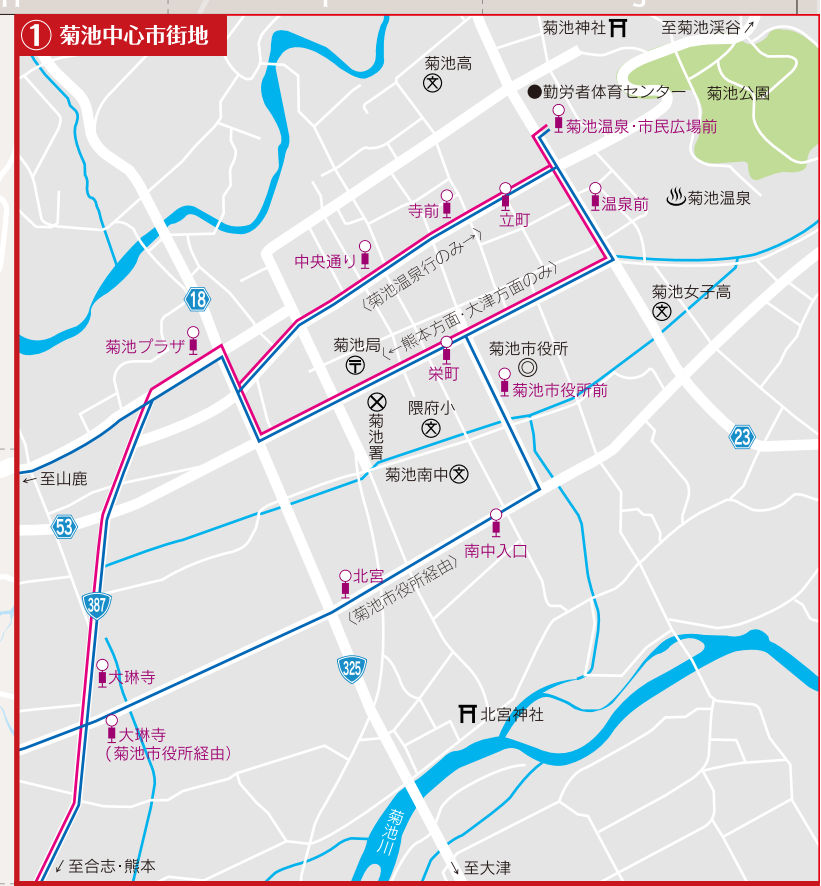 ① 菊池中心市街地
菊池神社
至菊池渓谷↗
菊池高
文
●勤労者体育センター
菊池公園
菊池温泉・市民広場前
菊池温泉
温泉前
寺前
立町
中央通り
〈菊池温泉行のみ→〉
〈←熊本方面・大津方面のみ〉
18
菊池女子高
文
菊池プラザ
菊池局
〒
栄町
菊池市役所
◎
菊池市役所前
菊池署
隈府小
文
23
菊池南中文
←至山鹿
53
南中入口
北宮
〈菊池市役所経由〉
387
325
大琳寺
北宮神社
大琳寺
(菊池市役所経由)
菊池川
↙至合志・熊本
↘至大津